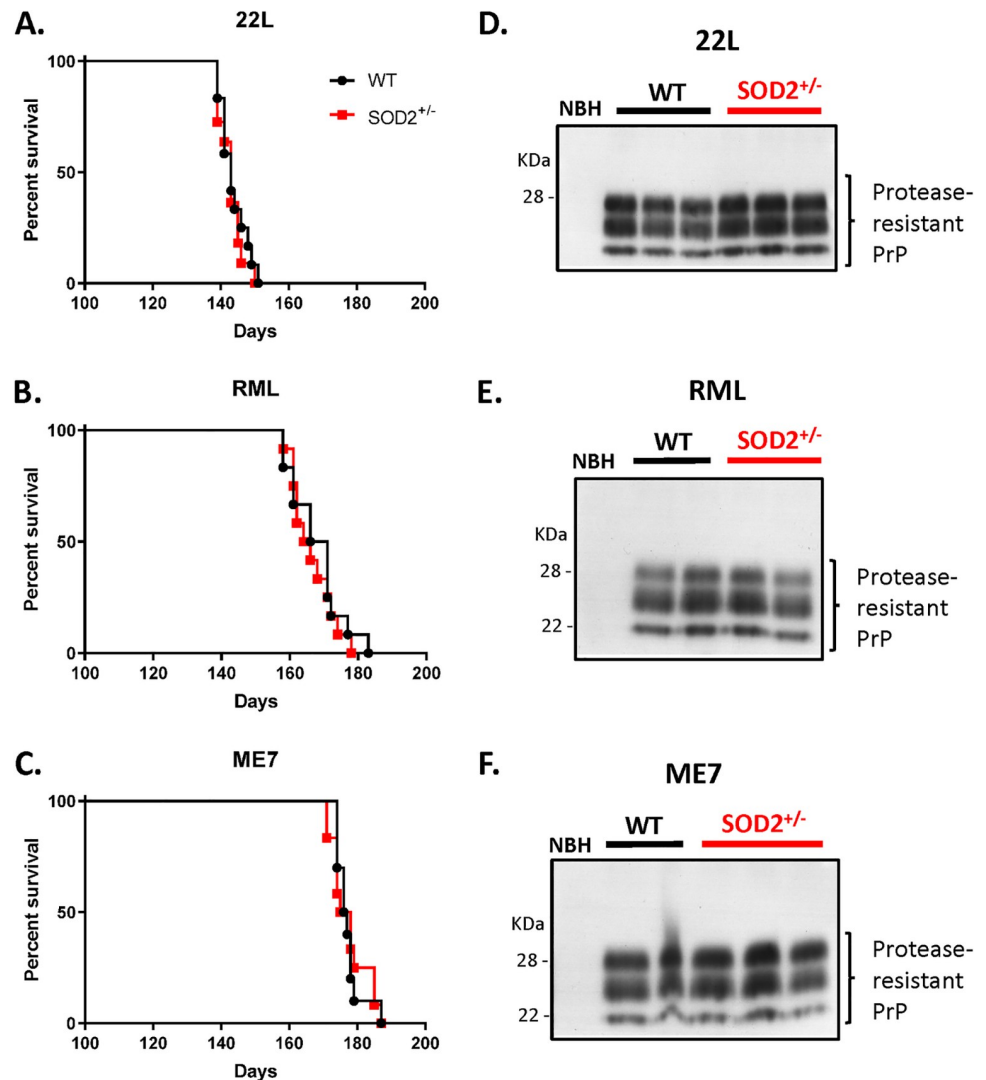 A.
22L
100
50
0
Percent survival
WT
SOD2+/-
100 120 140 160 180 200
Days
D.
22L
NBH WT SOD2+/-
KDa
28 -
Protease-
resistant
PrP
B.
RML
100
50
0
Percent survival
100 120 140 160 180 200
Days
E.
RML
NBH WT SOD2+/-
KDa
28 -
22 -
Protease-
resistant
PrP
C.
ME7
100
50
0
Percent survival
100 120 140 160 180 200
Days
F.
ME7
NBH WT SOD2+/-
KDa
28 -
22 -
Protease-
resistant
PrP